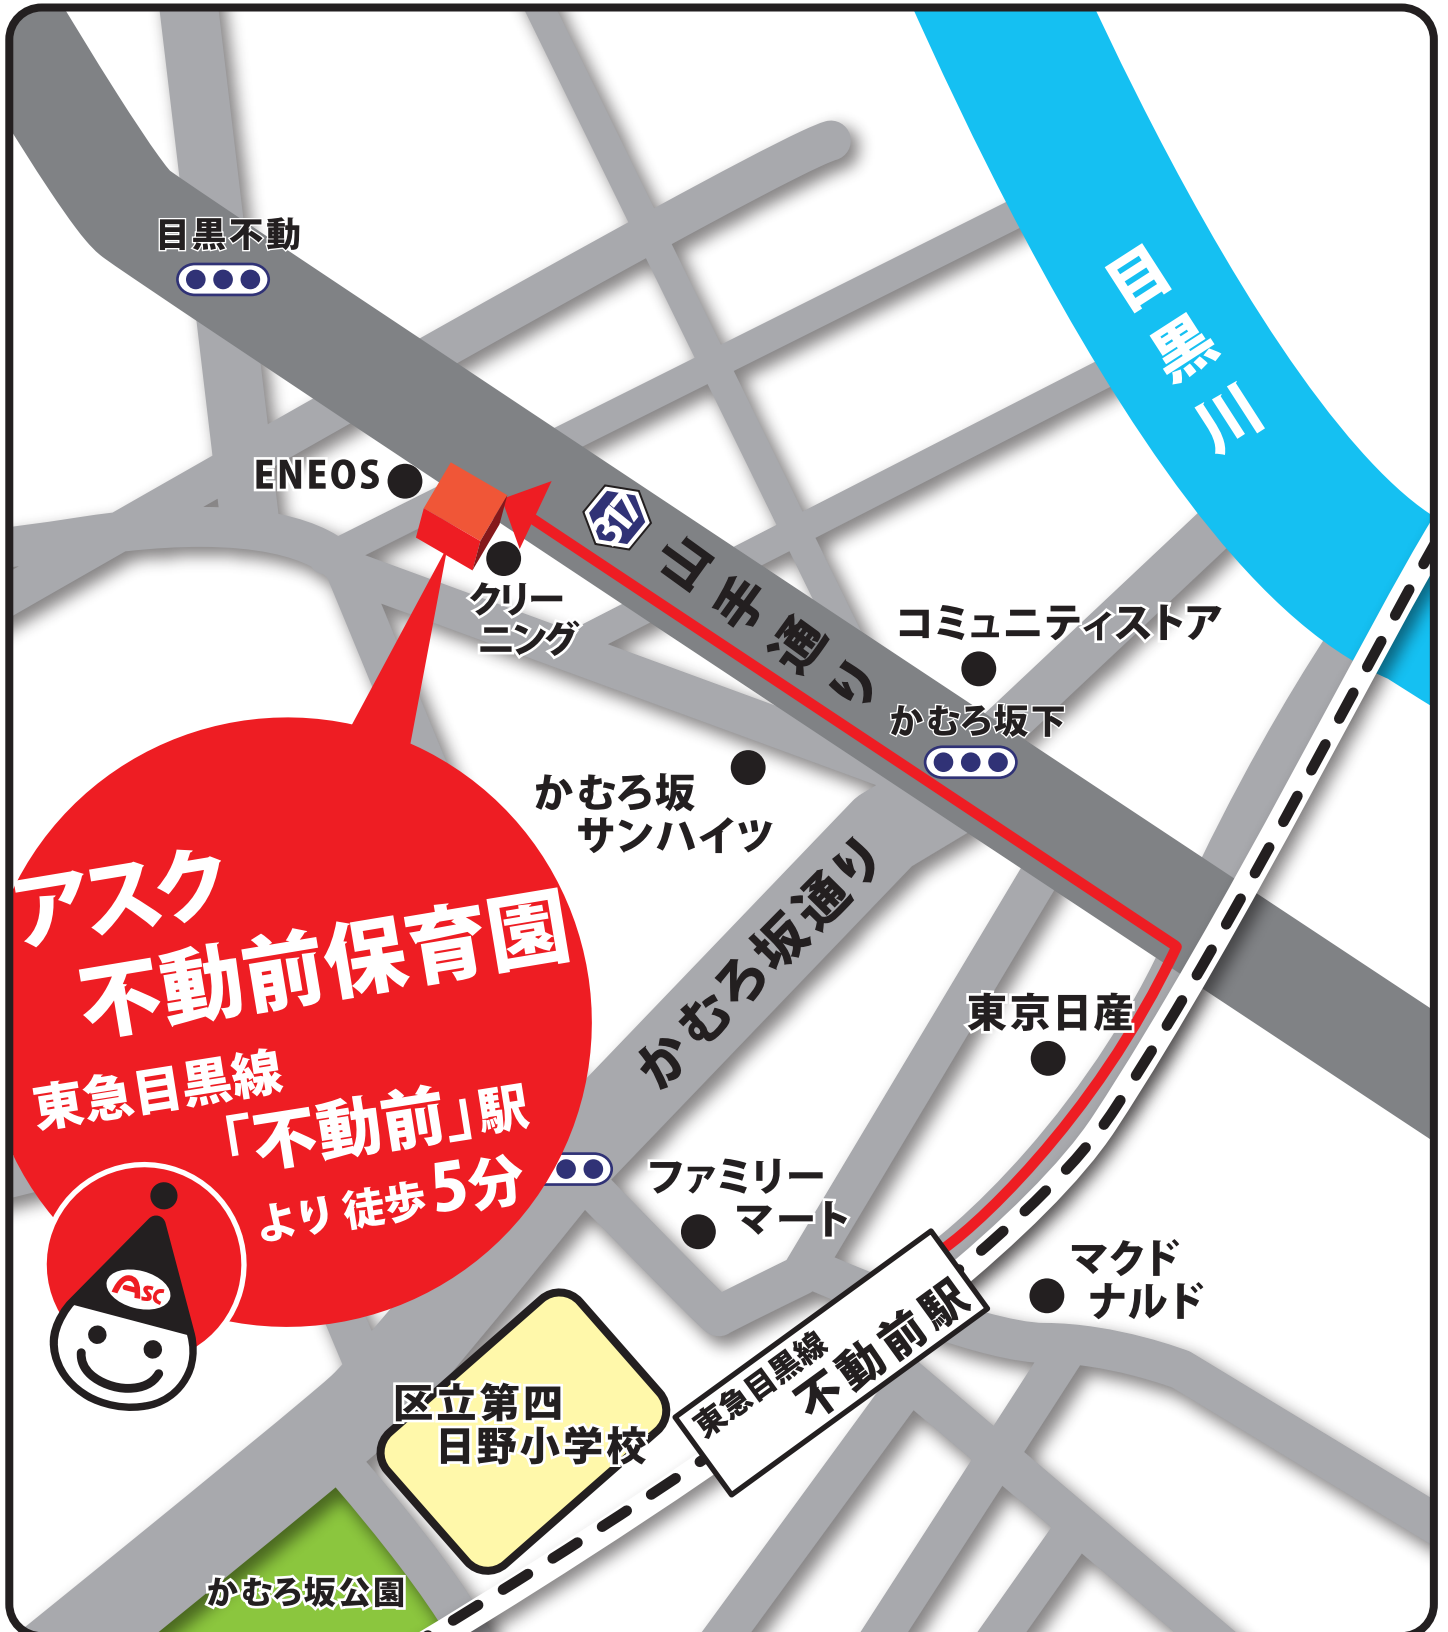 目黒不動
目黒川
ENEOS
317
山手通り
クリー
ニング
コミュニティストア
かむろ坂下
かむろ坂
サンハイツ
かむろ坂通り
アスク
不動前保育園
東急目黒線
「不動前」駅
より 徒歩 5分
ASC
東京日産
ファミリー
マート
マクド
ナルド
東急目黒線
不動前駅
区立第四
日野小学校
かむろ坂公園